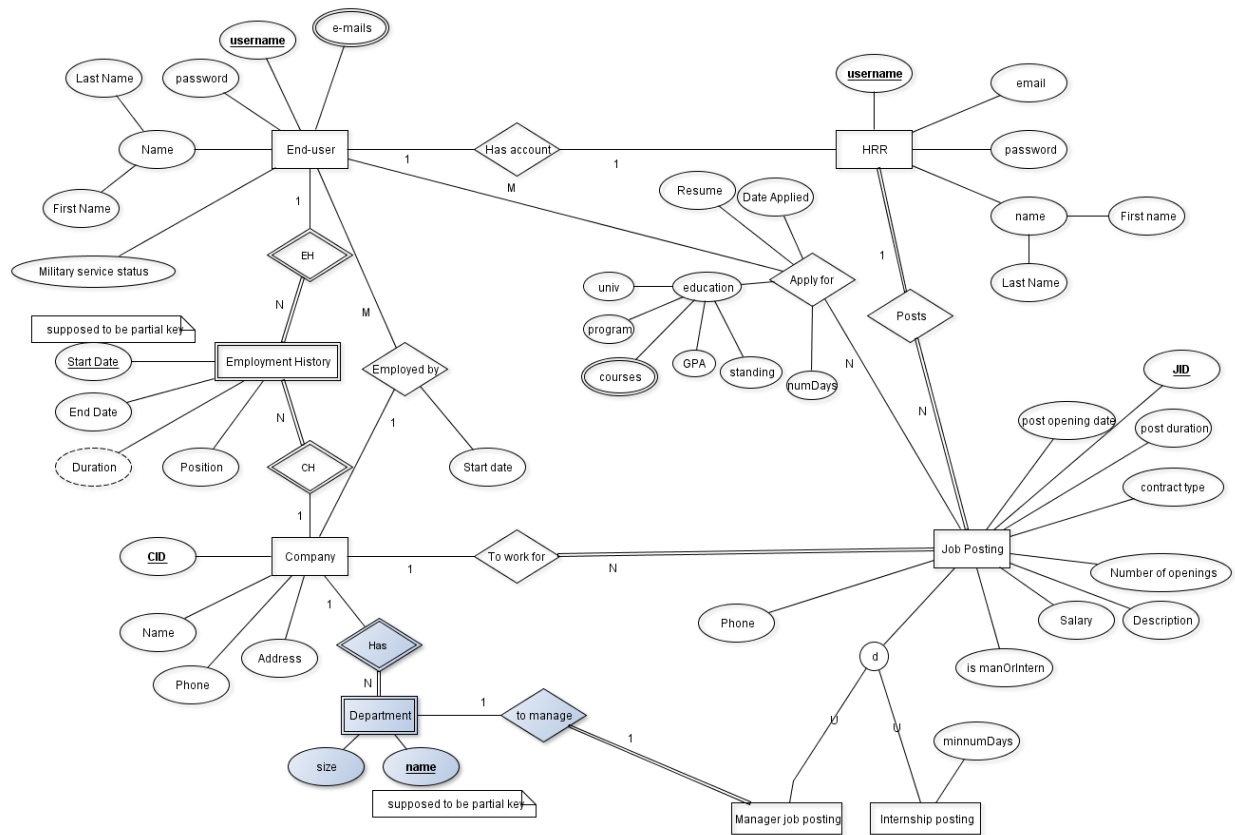 e-mails
username
Last Name
password
username
email
Name
End-user
Has account
HRR
password
1
1
M
Resume
Date Applied
First Name
1
name
First name
EH
Military service status
1
Last Name
univ
education
Apply for
N
M
Posts
supposed to be partial key
program
Start Date
Employment History
Employed by
GPA
standing
N
JID
courses
numDays
End Date
N
1
N
post opening date
post duration
Duration
Position
CH
Start date
contract type
1
CID
Company
To work for
Job Posting
1
N
Number of openings
Name
1
Phone
Salary
Description
Address
Has
d
is manOrIntern
Phone
N
1
Department
to manage
U
U
1
minnumDays
size
name
supposed to be partial key
Manager job posting
Internship posting